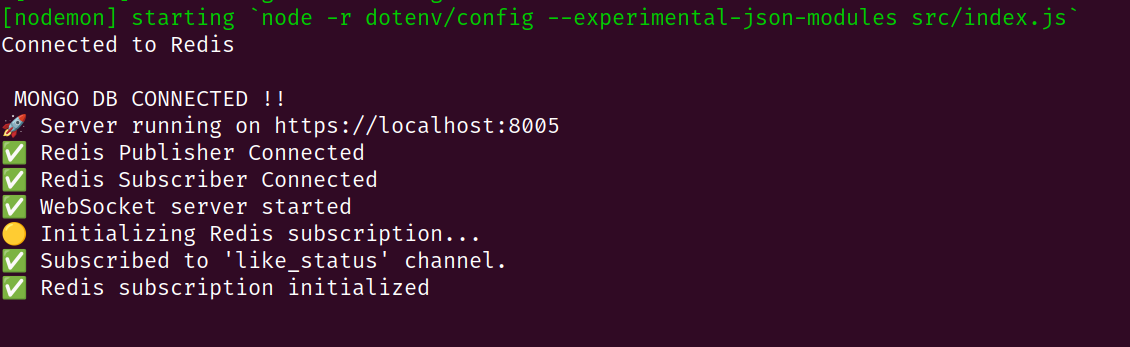 [nodemon] starting `node -r dotenv/config --experimental-json-modules src/index.js`
Connected to Redis
MONGO DB CONNECTED !!
🚀 Server running on https://localhost:8005
✅ Redis Publisher Connected
✅ Redis Subscriber Connected
✅ WebSocket server started
🟡 Initializing Redis subscription...
✅ Subscribed to 'like_status' channel.
✅ Redis subscription initialized